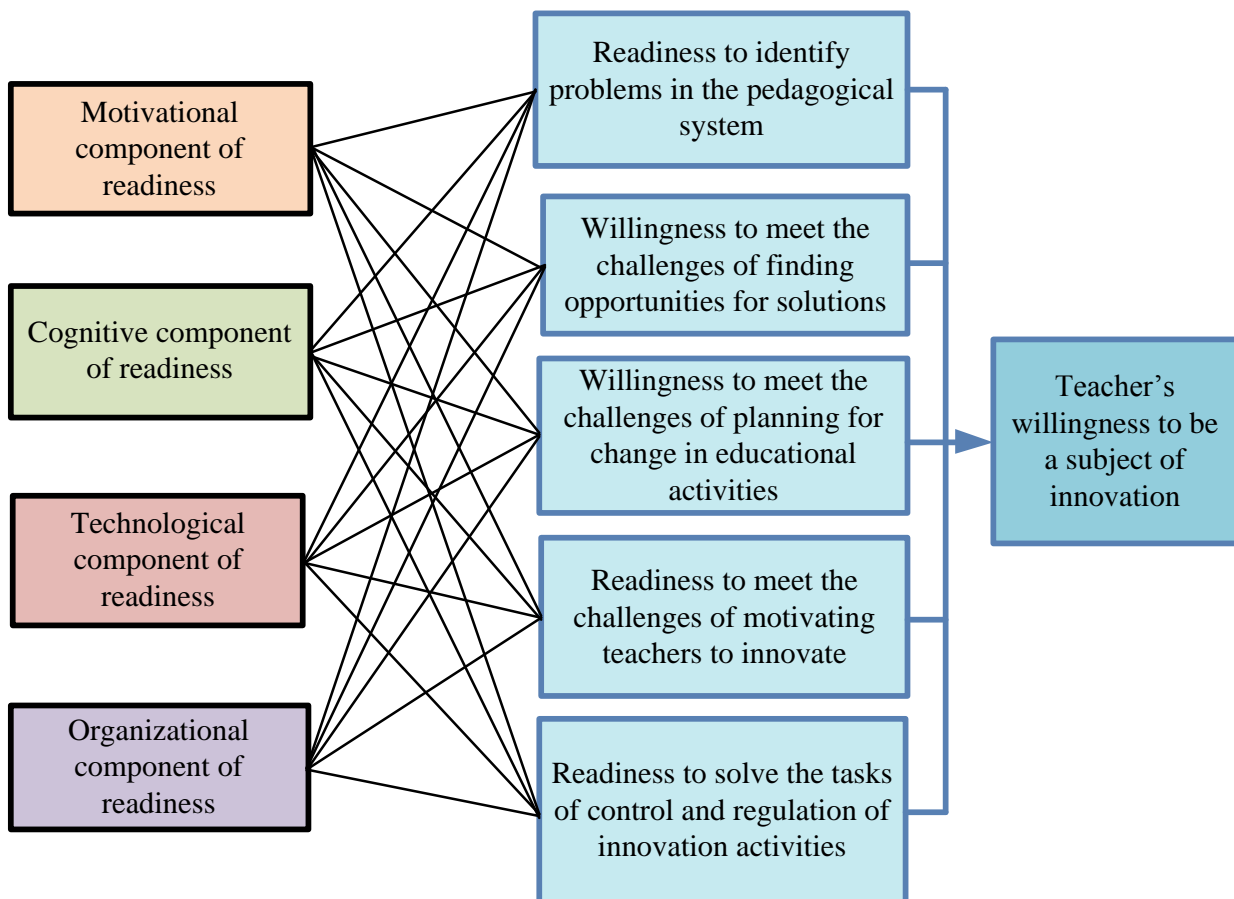 Motivational
component of
readiness
Cognitive component
of readiness
Technological
component of
readiness
Organizational
component of
readiness
Readiness to identify
problems in the pedagogical
system
Willingness to meet the
challenges of finding
opportunities for solutions
Willingness to meet the
challenges of planning for
change in educational
activities
Readiness to meet the
challenges of motivating
teachers to innovate
Readiness to solve the tasks
of control and regulation of
innovation activities
Teacher’s
willingness to be
a subject of
innovation